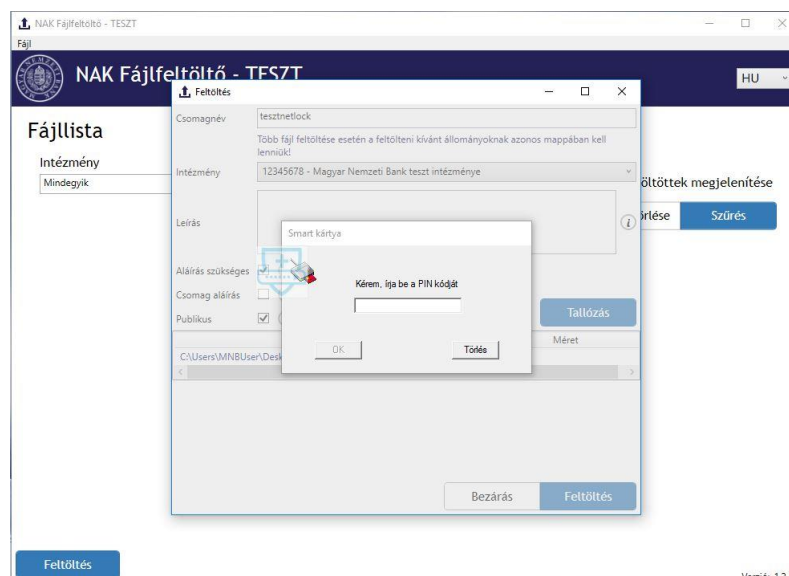 NAK Fájlfeltöltő - TESZT
Fájl
NAK Fájlfeltöltő - TESZT
HU
Fájllista
Intézmény
Mindegyik
öltöttek megjelenítése
Szűrés
Feltöltés
Csomagnév
tesztnetlock
Több fájl feltöltése esetén a feltölteni kívánt állományoknak azonos mappában kell
lenniük!
Intézmény
12345678 - Magyar Nemzeti Bank teszt intézménye
Leírás
Aláírás szükséges
Csomag aláírás
Publikus
Tallózás
Méret
C:\Users\MNBUser\Desk
Smart kártya
Kérem, írja be a PIN kódját
OK
Törlés
Bezárás
Feltöltés
Feltöltés